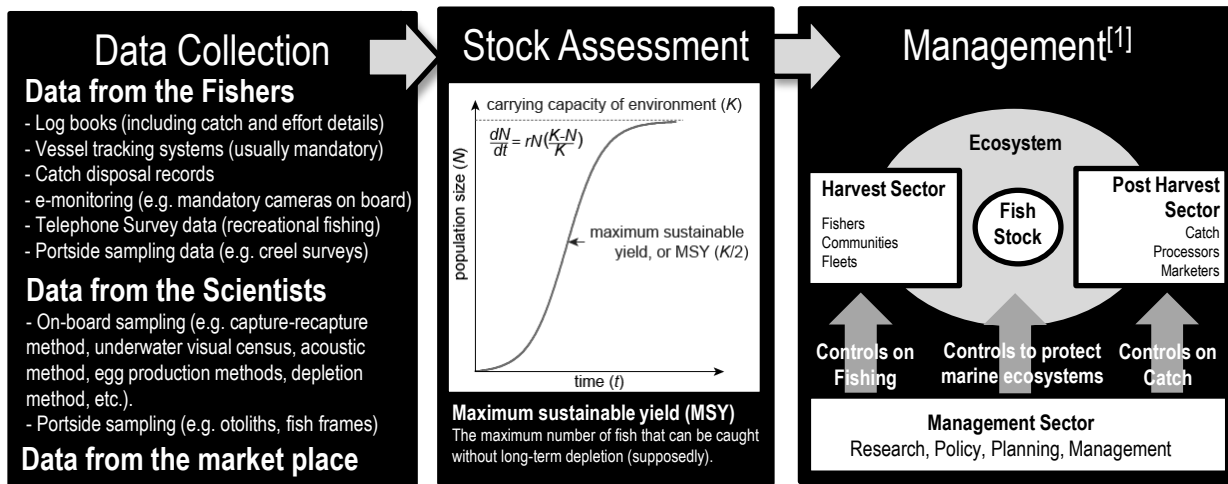 Data Collection
Data from the Fishers
- Log books (including catch and effort details)
- Vessel tracking systems (usually mandatory)
- Catch disposal records
- e-monitoring (e.g. mandatory cameras on board)
- Telephone Survey data (recreational fishing)
- Portside sampling data (e.g. creel surveys)
Data from the Scientists
- On-board sampling (e.g. capture-recapture
method, underwater visual census, acoustic
method, egg production methods, depletion
method, etc.).
- Portside sampling (e.g. otoliths, fish frames)
Data from the market place
Stock Assessment
carrying capacity of environment (K)
dN/dt = rN(K-N/K)
population size (N)
maximum sustainable
yield, or MSY (K/2)
time (t)
Maximum sustainable yield (MSY)
The maximum number of fish that can be caught
without long-term depletion (supposedly).
Management[1]
Ecosystem
Harvest Sector
Fishers
Communities
Fleets
Fish
Stock
Post Harvest
Sector
Catch
Processors
Marketers
Controls on
Fishing
Controls to protect
marine ecosystems
Controls on
Catch
Management Sector
Research, Policy, Planning, Management